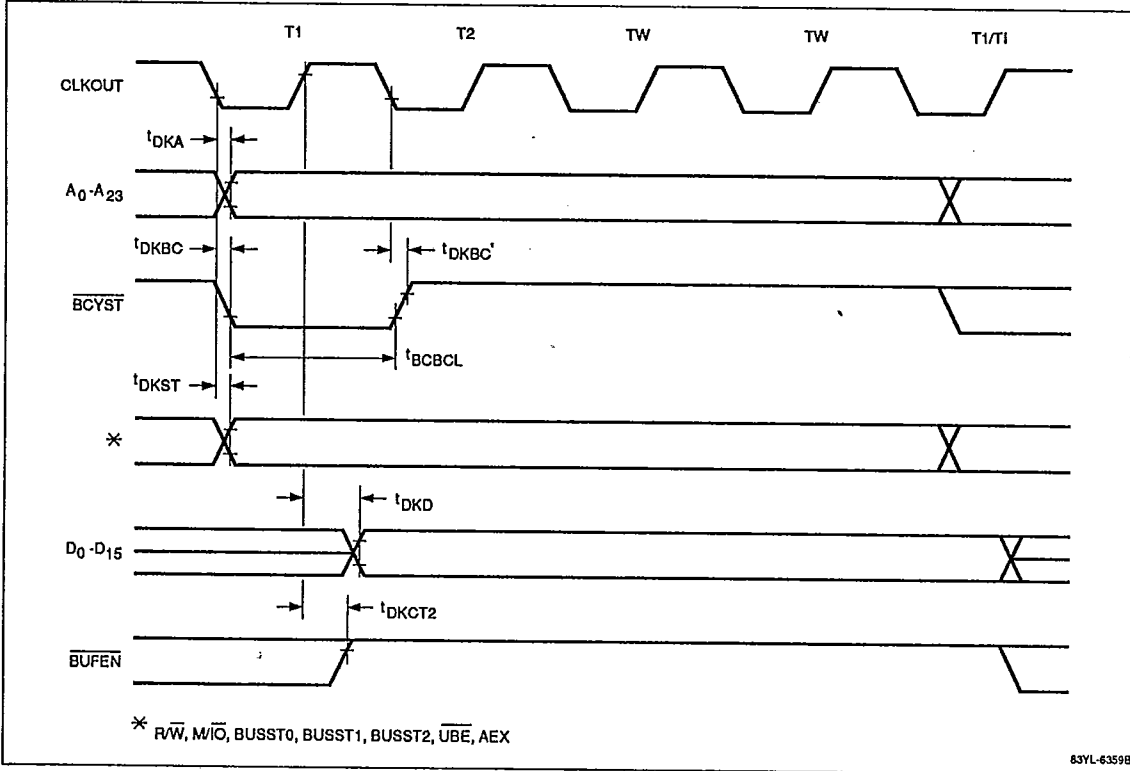 T1 T2 TW TW T1/TI
CLKOUT
tDKA
A0-A23
tDKBC
tDKBC'
BCYST
tBCBCL
tDKST
*
tDKD
D0-D15
tDKCT2
BUFEN
* R/W, M/IO, BUSST0, BUSST1, BUSST2, UBE, AEX
83YL-6359B